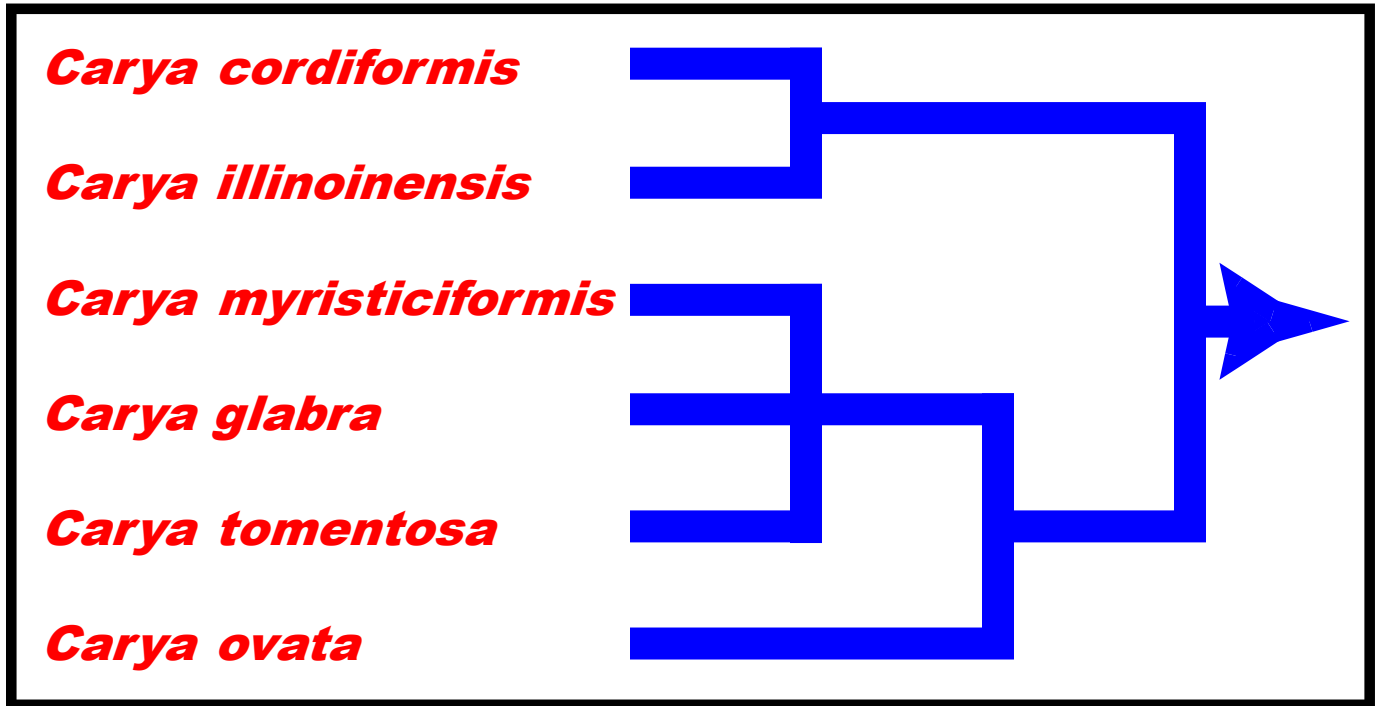 Carya cordiformis
Carya illinoinensis
Carya myristiciformis
Carya glabra
Carya tomentosa
Carya ovata